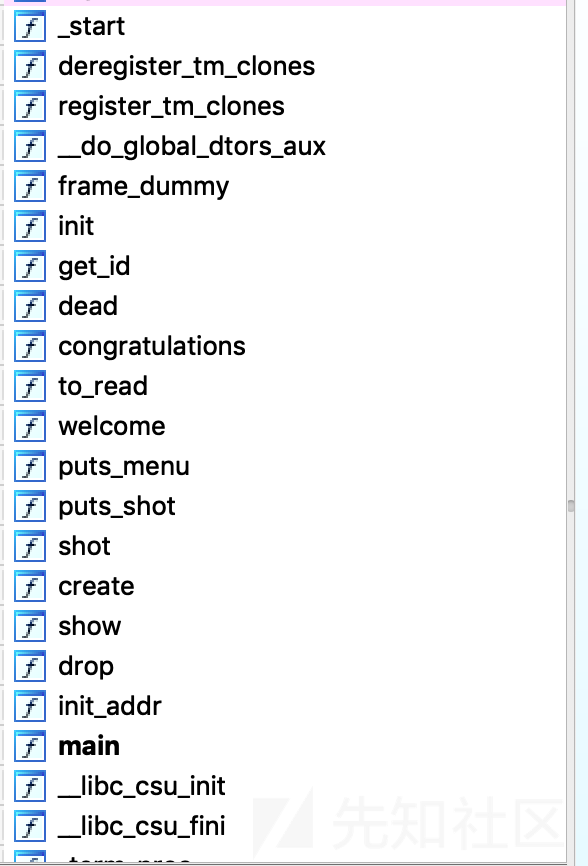 _start
deregister_tm_clones
register_tm_clones
__do_global_dtors_aux
frame_dummy
init
get_id
dead
congratulations
to_read
welcome
puts_menu
puts_shot
shot
create
show
drop
init_addr
main
__libc_csu_init
__libc_csu_fini
先知社区